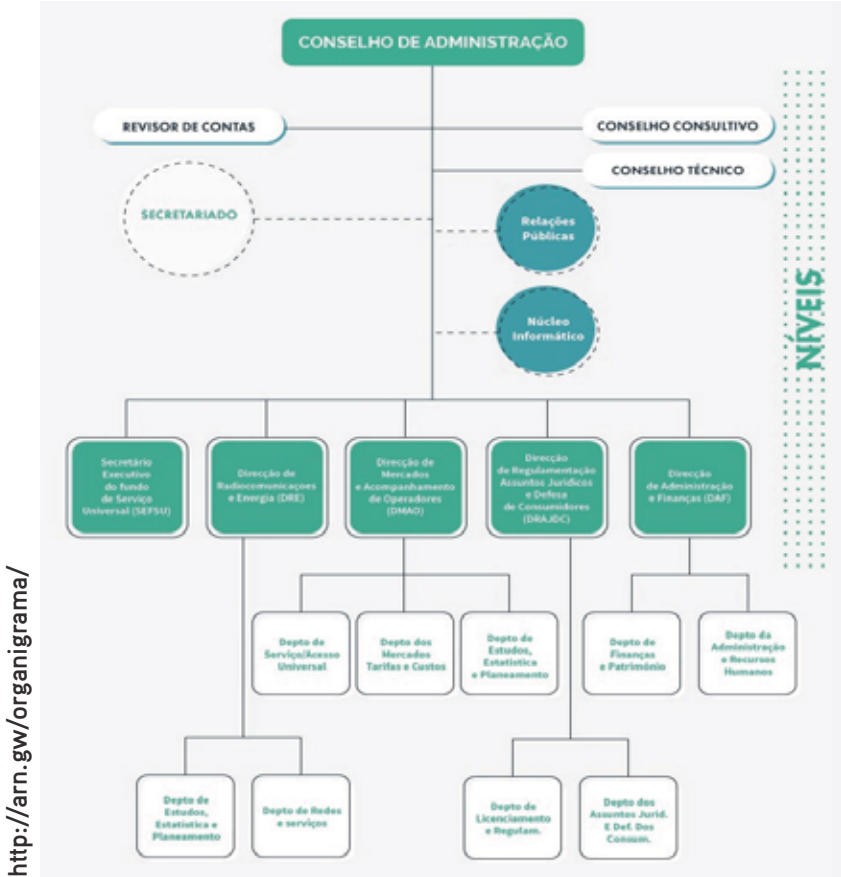 CONSELHO DE ADMINISTRAÇÃO
REVISOR DE CONTAS
CONSELHO CONSULTIVO
CONSELHO TÉCNICO
SECRETARIADO
Relações
Públicas
Núcleo
Informático
NÍVEIS
Secretário
Executivo
do fundo
de Serviço
Universal (SEFSU)
Direcção de
Radiocomunicaçoes
e Energia (DRE)
Direcção de
Mercados
e Acompanhamento
de Operadores
(DMAO)
Direcção
de Regulamentação
Assuntos Jurídicos
e Defesa
de Consumidores
(DRAJDC)
Direcção
de Administração
e Finanças (DAF)
Depto de
Serviço/Acesso
Universal
Depto dos
Mercados
Tarifas e Custos
Depto de
Estudos,
Estatística
e Planeamento
Depto de
Finanças
e Património
Depto da
Administração
e Recursos
Humanos
Depto de
Estudos,
Estatística e
Planeamento
Depto de Redes
e serviços
Depto de
Licenciamento
e Regulam.
Depto dos
Assuntos Jurid.
E Def. Dos
Consum.
http://arn.gw/organigrama/